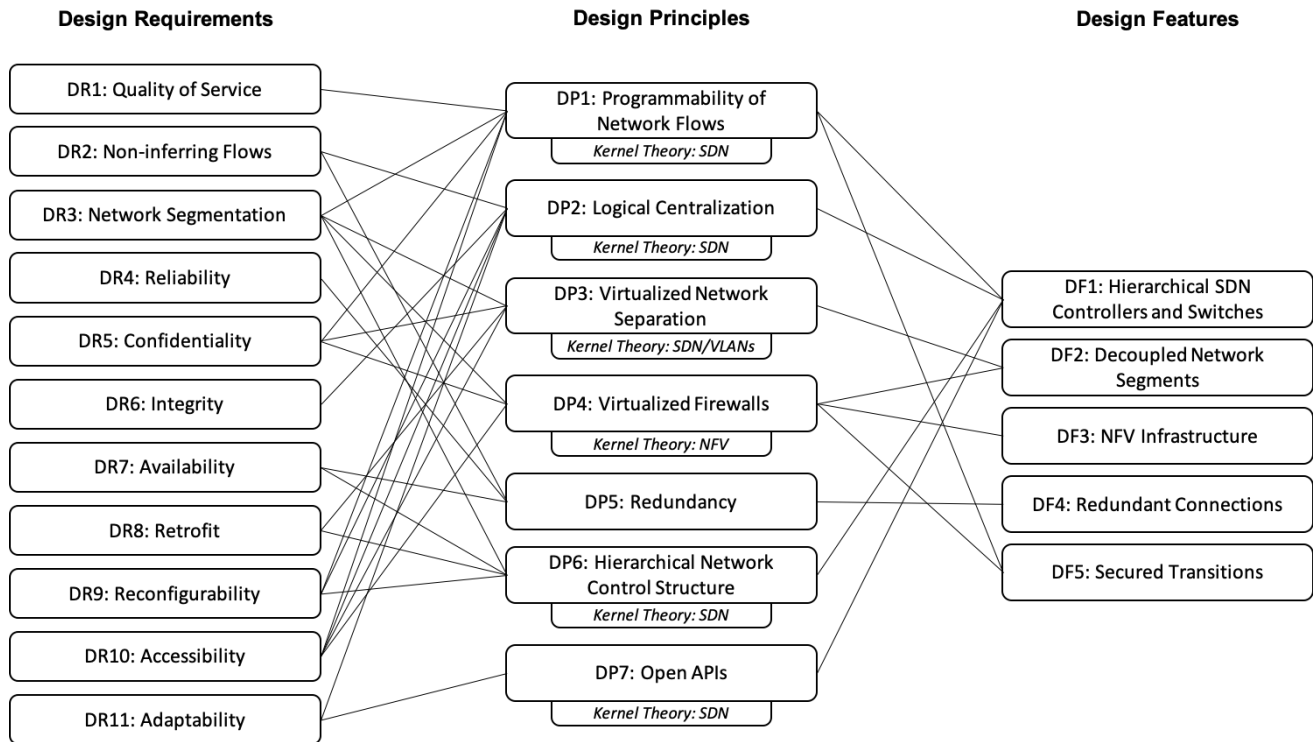 Design Requirements
Design Principles
Design Features
DR1: Quality of Service
DR2: Non-inferring Flows
DR3: Network Segmentation
DR4: Reliability
DR5: Confidentiality
DR6: Integrity
DR7: Availability
DR8: Retrofit
DR9: Reconfigurability
DR10: Accessibility
DR11: Adaptability
DP1: Programmability of
Network Flows
Kernel Theory: SDN
DP2: Logical Centralization
Kernel Theory: SDN
DP3: Virtualized Network
Separation
Kernel Theory: SDN/VLANs
DP4: Virtualized Firewalls
Kernel Theory: NFV
DP5: Redundancy
DP6: Hierarchical Network
Control Structure
Kernel Theory: SDN
DP7: Open APIs
Kernel Theory: SDN
DF1: Hierarchical SDN
Controllers and Switches
DF2: Decoupled Network
Segments
DF3: NFV Infrastructure
DF4: Redundant Connections
DF5: Secured Transitions